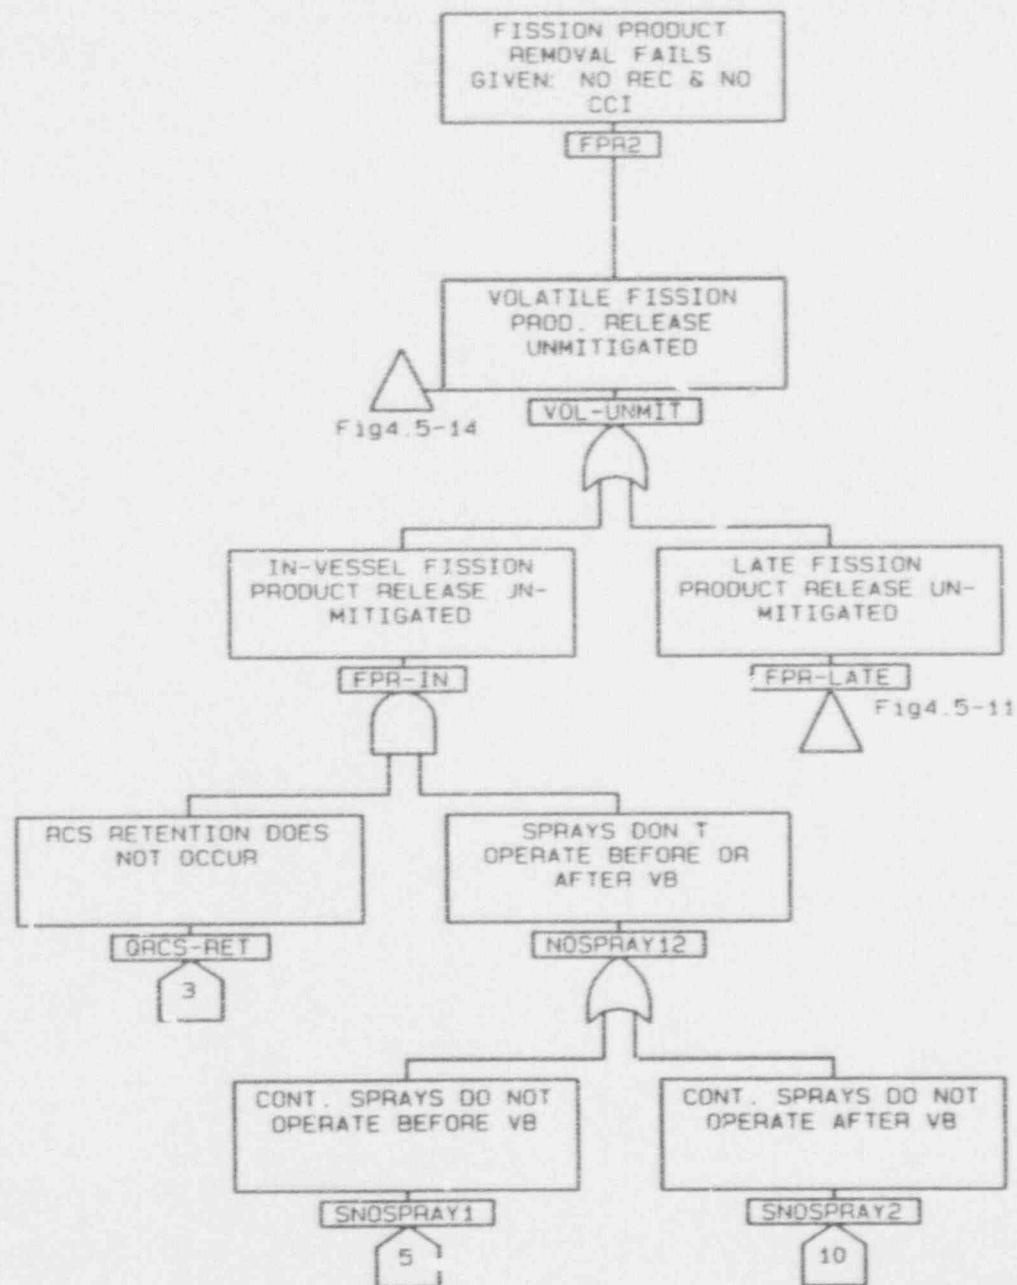 FISSION PRODUCT
REMOVAL FAILS
GIVEN: NO REC & NO
CCI
FPR2
VOLATILE FISSION
PROD. RELEASE
UNMITIGATED
Fig4.5-14
VOL-UNMIT
IN-VESSEL FISSION
PRODUCT RELEASE UN-
MITIGATED
FPR-IN
LATE FISSION
PRODUCT RELEASE UN-
MITIGATED
FPR-LATE
Fig4.5-11
RCS RETENTION DOES
NOT OCCUR
QRCS-RET
3
SPRAYS DON T
OPERATE BEFORE OR
AFTER VB
NOSPRAY12
CONT. SPRAYS DO NOT
OPERATE BEFORE VB
SNOSPRAY1
5
CONT. SPRAYS DO NOT
OPERATE AFTER VB
SNOSPRAY2
10